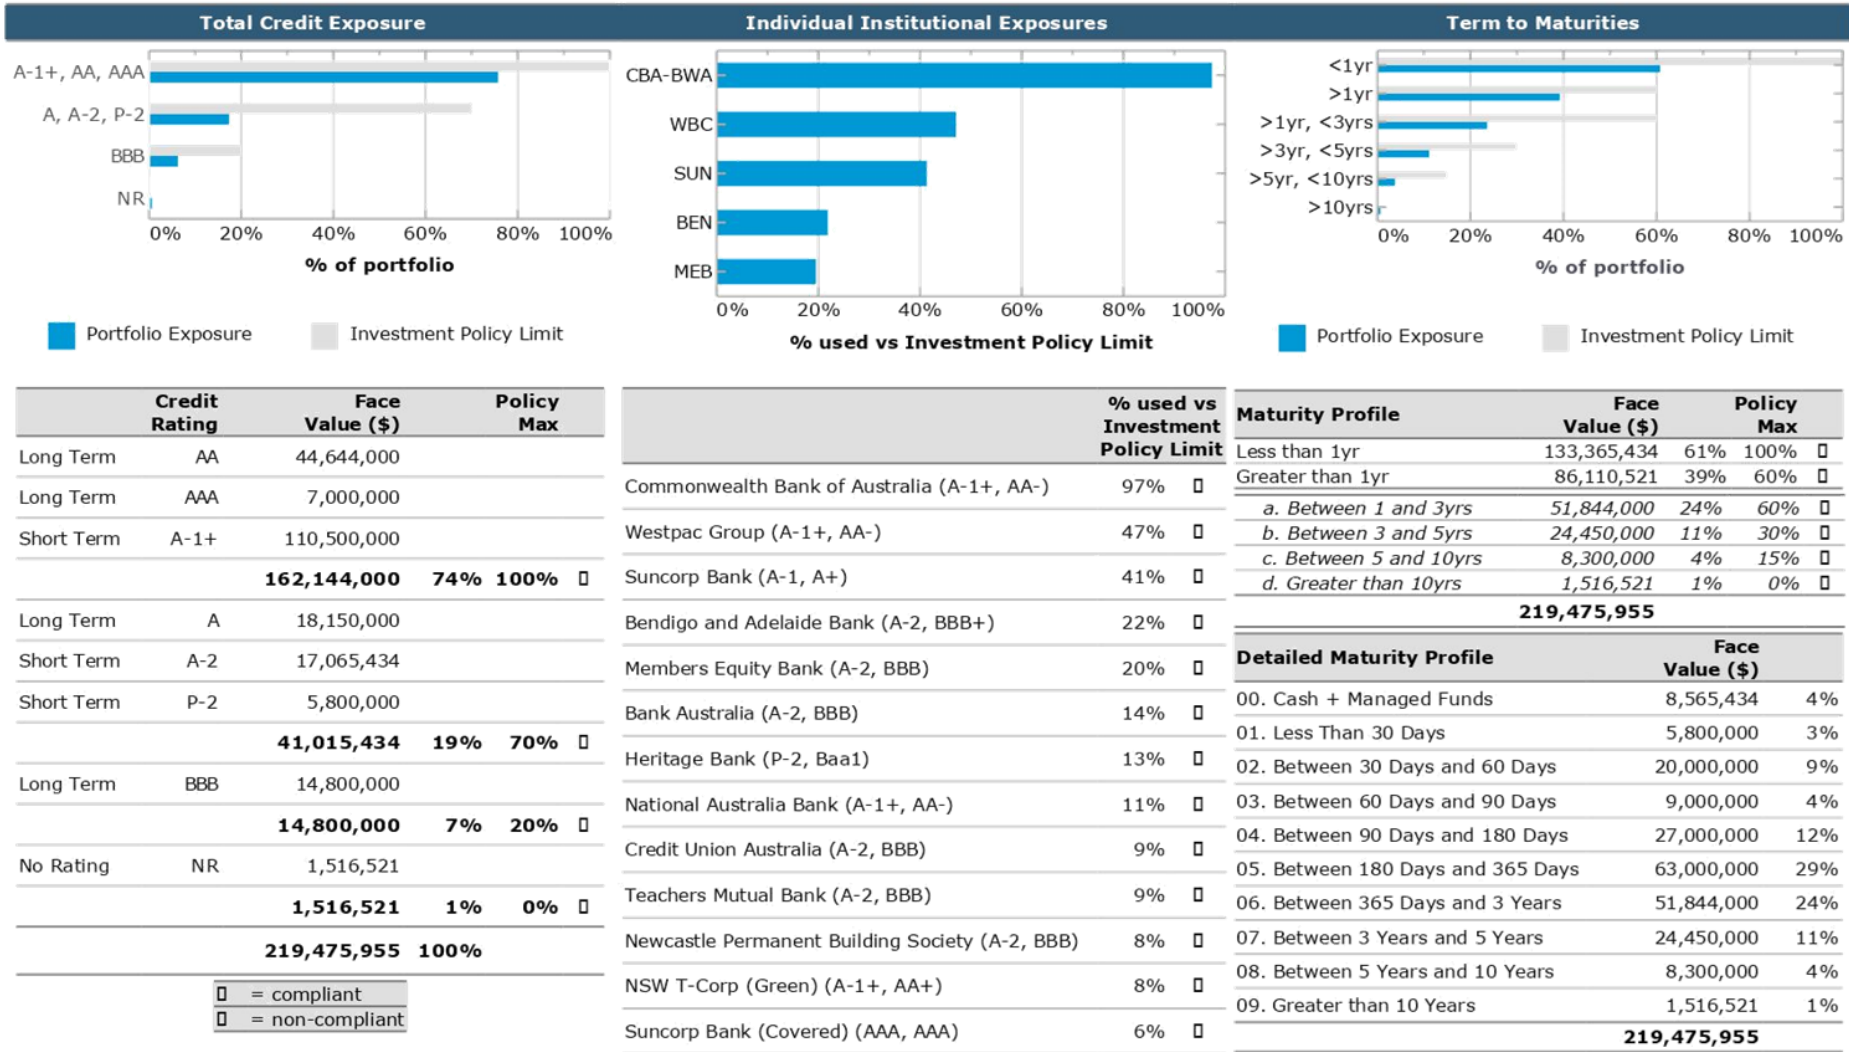 Total Credit Exposure
A-1+, AA, AAA
A, A-2, P-2
BBB
NR
0% 20% 40% 60% 80% 100%
% of portfolio
Portfolio Exposure Investment Policy Limit
Individual Institutional Exposures
CBA-BWA
WBC
SUN
BEN
MEB
0% 20% 40% 60% 80% 100%
% used vs Investment Policy Limit
Term to Maturities
<1yr
>1yr
>1yr, <3yrs
>3yr, <5yrs
>5yr, <10yrs
>10yrs
0% 20% 40% 60% 80% 100%
% of portfolio
Portfolio Exposure Investment Policy Limit
Credit Face Policy
Rating Value ($) Max
Long Term AA 44,644,000
Long Term AAA 7,000,000
Short Term A-1+ 110,500,000
162,144,000 74% 100% ▯
Long Term A 18,150,000
Short Term A-2 17,065,434
Short Term P-2 5,800,000
41,015,434 19% 70% ▯
Long Term BBB 14,800,000
14,800,000 7% 20% ▯
No Rating NR 1,516,521
1,516,521 1% 0% ▯
219,475,955 100%
▯ = compliant
▯ = non-compliant
% used vs
Investment
Policy Limit
Commonwealth Bank of Australia (A-1+, AA-) 97% ▯
Westpac Group (A-1+, AA-) 47% ▯
Suncorp Bank (A-1, A+) 41% ▯
Bendigo and Adelaide Bank (A-2, BBB+) 22% ▯
Members Equity Bank (A-2, BBB) 20% ▯
Bank Australia (A-2, BBB) 14% ▯
Heritage Bank (P-2, Baa1) 13% ▯
National Australia Bank (A-1+, AA-) 11% ▯
Credit Union Australia (A-2, BBB) 9% ▯
Teachers Mutual Bank (A-2, BBB) 9% ▯
Newcastle Permanent Building Society (A-2, BBB) 8% ▯
NSW T-Corp (Green) (A-1+, AA+) 8% ▯
Suncorp Bank (Covered) (AAA, AAA) 6% ▯
Maturity Profile Face Policy
Value ($) Max
Less than 1yr 133,365,434 61% 100% ▯
Greater than 1yr 86,110,521 39% 60% ▯
a. Between 1 and 3yrs 51,844,000 24% 60% ▯
b. Between 3 and 5yrs 24,450,000 11% 30% ▯
c. Between 5 and 10yrs 8,300,000 4% 15% ▯
d. Greater than 10yrs 1,516,521 1% 0% ▯
219,475,955
Detailed Maturity Profile Face
Value ($)
00. Cash + Managed Funds 8,565,434 4%
01. Less Than 30 Days 5,800,000 3%
02. Between 30 Days and 60 Days 20,000,000 9%
03. Between 60 Days and 90 Days 9,000,000 4%
04. Between 90 Days and 180 Days 27,000,000 12%
05. Between 180 Days and 365 Days 63,000,000 29%
06. Between 365 Days and 3 Years 51,844,000 24%
07. Between 3 Years and 5 Years 24,450,000 11%
08. Between 5 Years and 10 Years 8,300,000 4%
09. Greater than 10 Years 1,516,521 1%
219,475,955